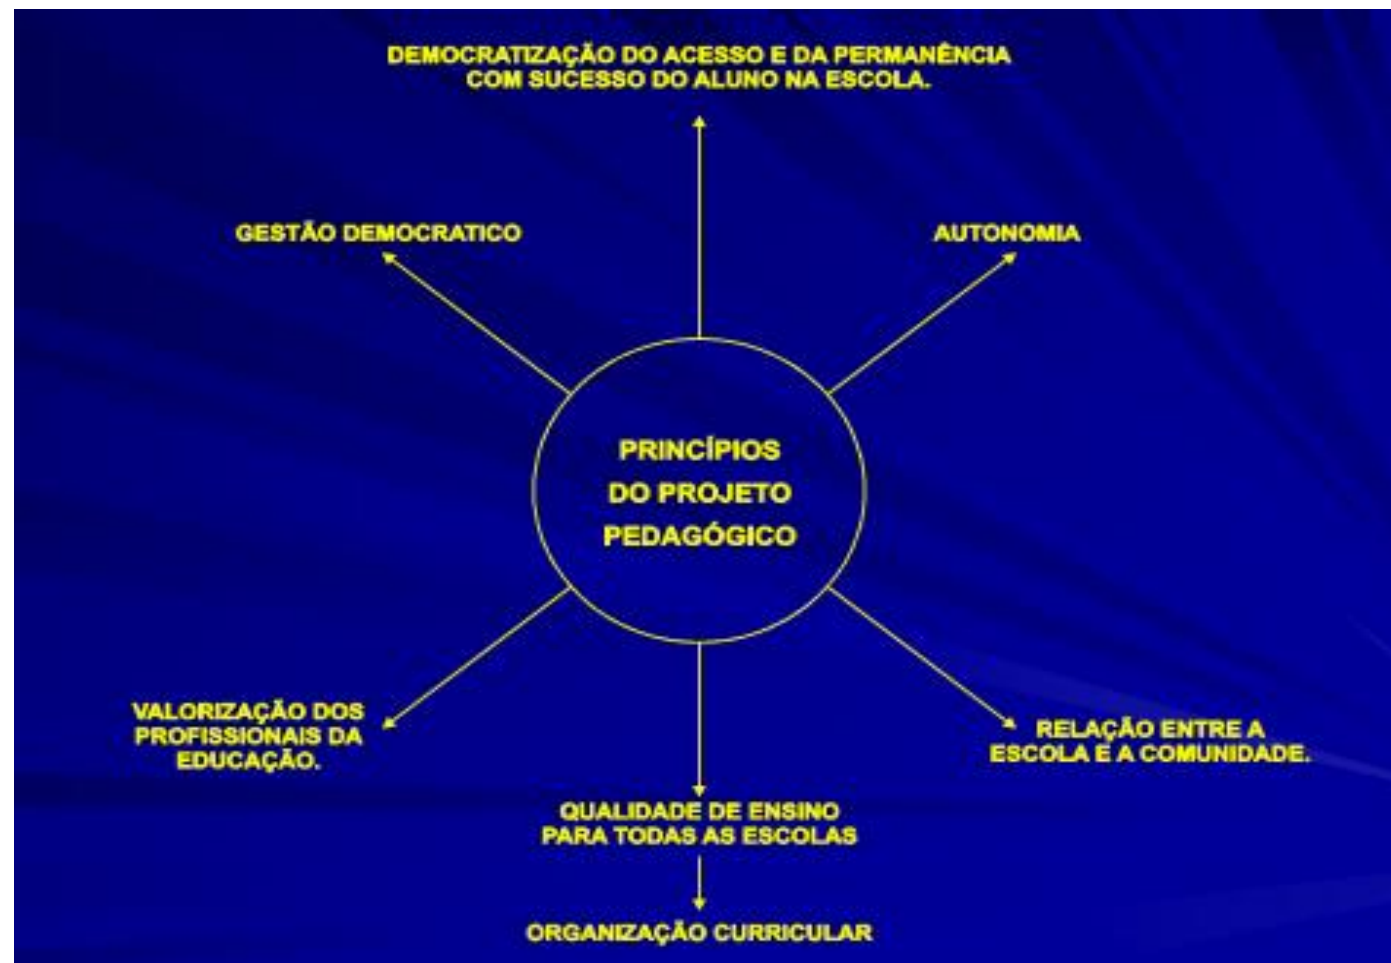 DEMOCRATIZAÇÃO DO ACESSO E DA PERMANÊNCIA
COM SUCESSO DO ALUNO NA ESCOLA.
GESTÃO DEMOCRATICO
AUTONOMIA
PRINCÍPIOS
DO PROJETO
PEDAGÓGICO
VALORIZAÇÃO DOS
PROFISSIONAIS DA
EDUCAÇÃO.
RELAÇÃO ENTRE A
ESCOLA E A COMUNIDADE.
QUALIDADE DE ENSINO
PARA TODAS AS ESCOLAS
ORGANIZAÇÃO CURRICULAR